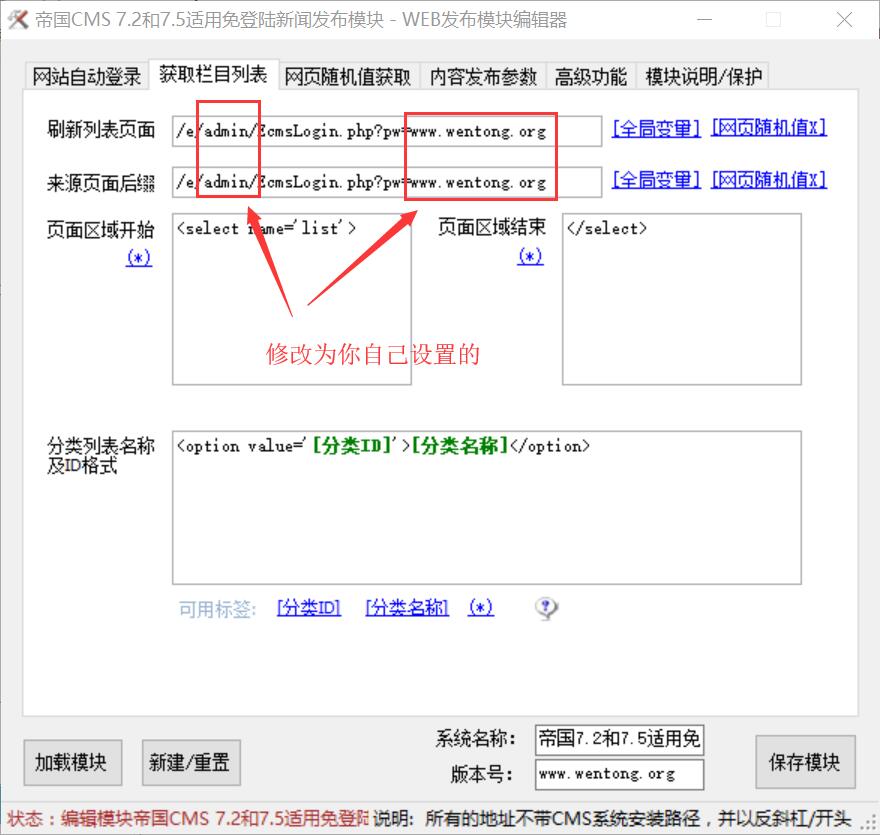 帝国CMS 7.2和7.5适用免登陆新闻发布模块 - WEB发布模块编辑器
网站自动登录 获取栏目列表 网页随机值获取 内容发布参数 高级功能 模块说明/保护
刷新列表页面 /e/admin/EcmsLogin.php?pw=www.wentong.org [全局变量] [网页随机值X]
来源页面后缀 /e/admin/EcmsLogin.php?pw=www.wentong.org [全局变量] [网页随机值X]
页面区域开始 <select name='list'> 页面区域结束 </select>
(*) (*)
修改为你自己设置的
分类列表名称 <option value='[分类ID]'>[分类名称]</option>
及ID格式
可用标签: [分类ID] [分类名称] (*) ?
系统名称: 帝国7.2和7.5适用免
加载模块 新建/重置 保存模块
版本号: www.wentong.org
状态：编辑模块帝国CMS 7.2和7.5适用免登陆 说明: 所有的地址不带CMS系统安装路径，并以反斜杠/开头